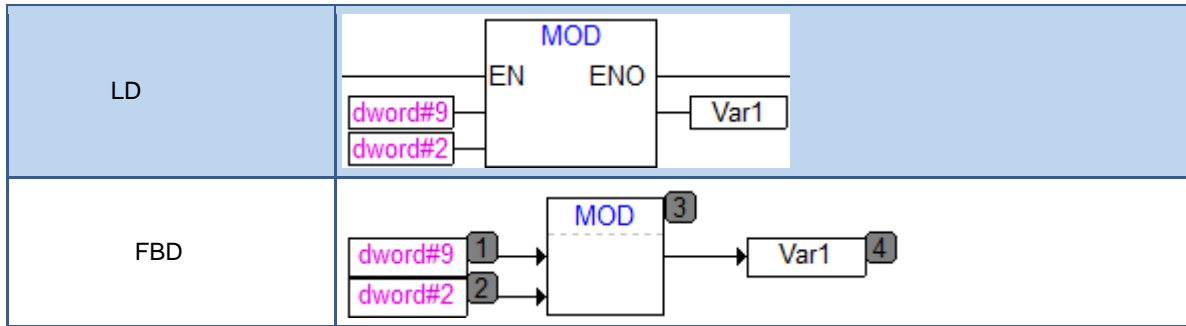 LD
MOD
EN ENO
dword#9 Var1
dword#2
FBD
MOD 3
dword#9 1 Var1 4
dword#2 2